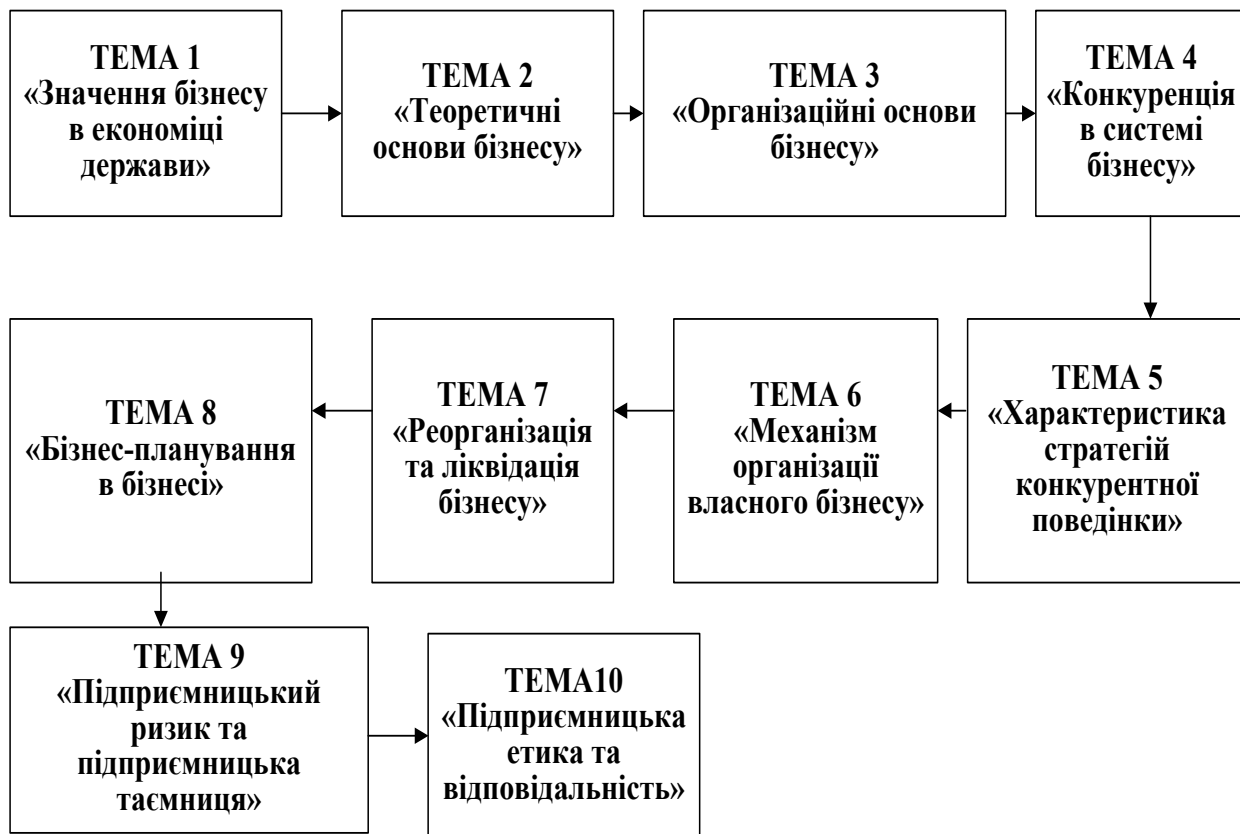 ТЕМА 1
«Значення бізнесу
в економіці
держави»
ТЕМА 2
«Теоретичні
основи бізнесу»
ТЕМА 3
«Організаційні основи
бізнесу»
ТЕМА 4
«Конкуренція
в системі
бізнесу»
ТЕМА 5
«Характеристика
стратегій
конкурентної
поведінки»
ТЕМА 6
«Механізм
організації
власного бізнесу»
ТЕМА 7
«Реорганізація
та ліквідація
бізнесу»
ТЕМА 8
«Бізнес-планування
в бізнесі»
ТЕМА 9
«Підприємницький
ризик та
підприємницька
таємниця»
ТЕМА10
«Підприємницька
етика та
відповідальність»